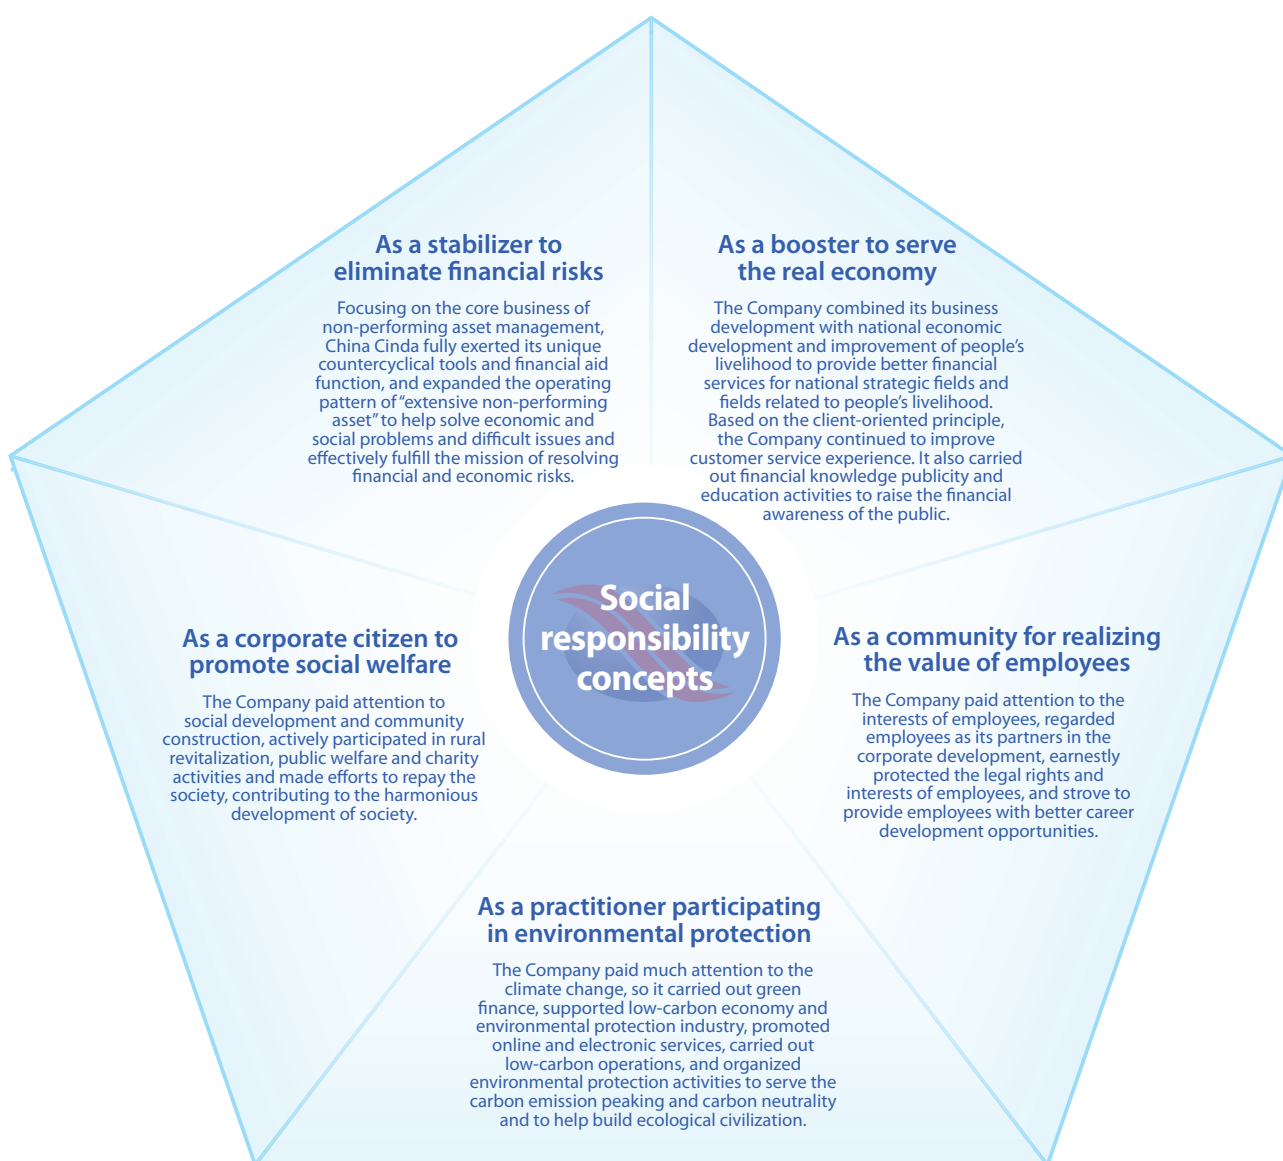 As a stabilizer to
eliminate financial risks
Focusing on the core business of
non-performing asset management,
China Cinda fully exerted its unique
countercyclical tools and financial aid
function, and expanded the operating
pattern of “extensive non-performing
asset” to help solve economic and
social problems and difficult issues and
effectively fulfill the mission of resolving
financial and economic risks.
As a booster to serve
the real economy
The Company combined its business
development with national economic
development and improvement of people’s
livelihood to provide better financial
services for national strategic fields and
fields related to people’s livelihood.
Based on the client-oriented principle,
the Company continued to improve
customer service experience. It also carried
out financial knowledge publicity and
education activities to raise the financial
awareness of the public.
Social
responsibility
concepts
As a corporate citizen to
promote social welfare
The Company paid attention to
social development and community
construction, actively participated in rural
revitalization, public welfare and charity
activities and made efforts to repay the
society, contributing to the harmonious
development of society.
As a community for realizing
the value of employees
The Company paid attention to the
interests of employees, regarded
employees as its partners in the
corporate development, earnestly
protected the legal rights and
interests of employees, and strove to
provide employees with better career
development opportunities.
As a practitioner participating
in environmental protection
The Company paid much attention to the
climate change, so it carried out green
finance, supported low-carbon economy and
environmental protection industry, promoted
online and electronic services, carried out
low-carbon operations, and organized
environmental protection activities to serve the
carbon emission peaking and carbon neutrality
and to help build ecological civilization.